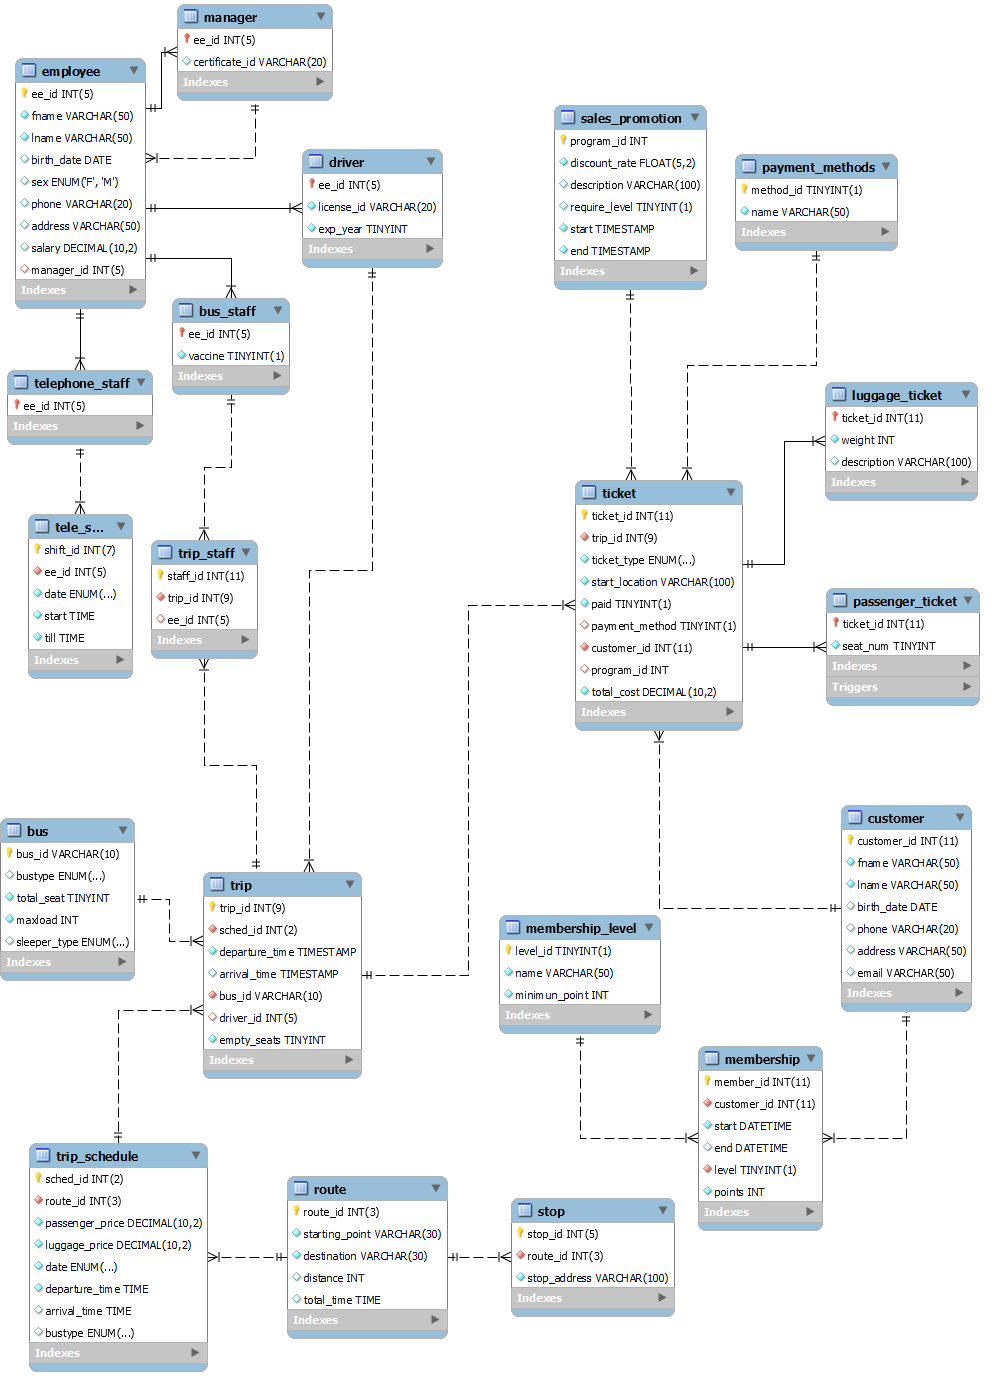 manager
ee_id INT(5)
certificate_id VARCHAR(20)
Indexes
employee
ee_id INT(5)
fname VARCHAR(50)
lname VARCHAR(50)
birth_date DATE
sex ENUM('F', 'M')
phone VARCHAR(20)
address VARCHAR(50)
salary DECIMAL(10,2)
manager_id INT(5)
Indexes
driver
ee_id INT(5)
license_id VARCHAR(20)
exp_year TINYINT
Indexes
sales_promotion
program_id INT
discount_rate FLOAT(5,2)
description VARCHAR(100)
require_level TINYINT(1)
start TIMESTAMP
end TIMESTAMP
Indexes
payment_methods
method_id TINYINT(1)
name VARCHAR(50)
Indexes
bus_staff
ee_id INT(5)
vaccine TINYINT(1)
Indexes
telephone_staff
ee_id INT(5)
Indexes
luggage_ticket
ticket_id INT(11)
weight INT
description VARCHAR(100)
Indexes
ticket
ticket_id INT(11)
trip_id INT(9)
ticket_type ENUM(...)
start_location VARCHAR(100)
paid TINYINT(1)
payment_method TINYINT(1)
customer_id INT(11)
program_id INT
total_cost DECIMAL(10,2)
Indexes
tele_s...
shift_id INT(7)
ee_id INT(5)
date ENUM(...)
start TIME
till TIME
Indexes
trip_staff
staff_id INT(11)
trip_id INT(9)
ee_id INT(5)
Indexes
passenger_ticket
ticket_id INT(11)
seat_num TINYINT
Indexes
Triggers
bus
bus_id VARCHAR(10)
bustype ENUM(...)
total_seat TINYINT
maxload INT
sleeper_type ENUM(...)
Indexes
trip
trip_id INT(9)
sched_id INT(2)
departure_time TIMESTAMP
arrival_time TIMESTAMP
bus_id VARCHAR(10)
driver_id INT(5)
empty_seats TINYINT
Indexes
customer
customer_id INT(11)
fname VARCHAR(50)
lname VARCHAR(50)
birth_date DATE
phone VARCHAR(20)
address VARCHAR(50)
email VARCHAR(50)
Indexes
membership_level
level_id TINYINT(1)
name VARCHAR(50)
minimun_point INT
Indexes
membership
member_id INT(11)
customer_id INT(11)
start DATETIME
end DATETIME
level TINYINT(1)
points INT
Indexes
trip_schedule
sched_id INT(2)
route_id INT(3)
passenger_price DECIMAL(10,2)
luggage_price DECIMAL(10,2)
date ENUM(...)
departure_time TIME
arrival_time TIME
bustype ENUM(...)
Indexes
route
route_id INT(3)
starting_point VARCHAR(30)
destination VARCHAR(30)
distance INT
total_time TIME
Indexes
stop
stop_id INT(5)
route_id INT(3)
stop_address VARCHAR(100)
Indexes